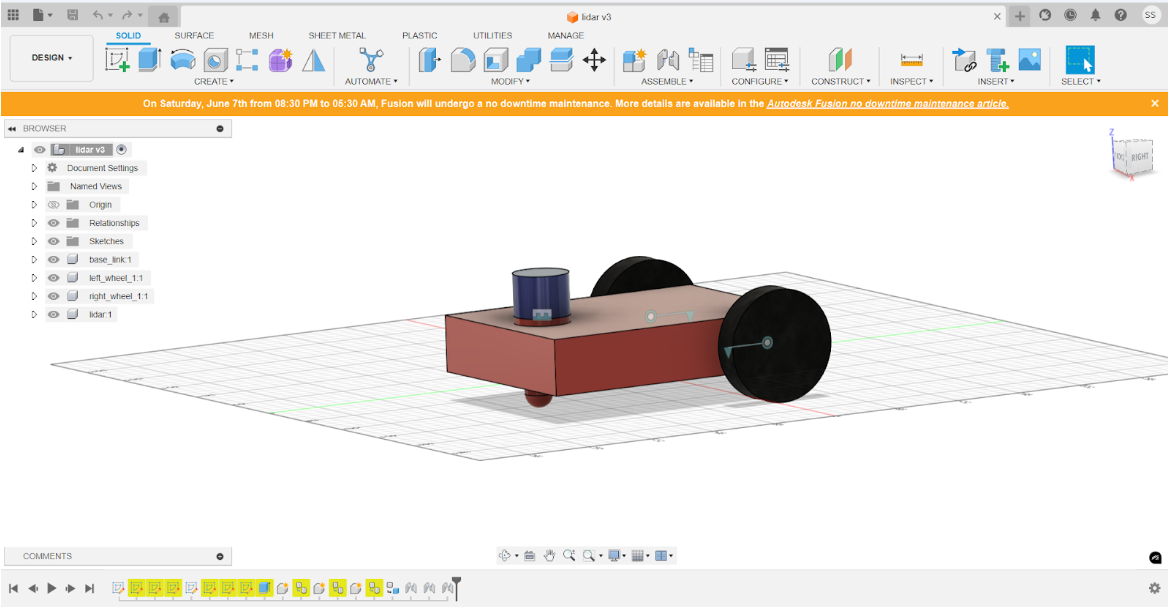 lidar v3
SS
DESIGN
SOLID
SURFACE
MESH
SHEET METAL
PLASTIC
UTILITIES
MANAGE
CREATE
AUTOMATE
MODIFY
ASSEMBLE
CONFIGURE
CONSTRUCT
INSPECT
INSERT
SELECT
On Saturday, June 7th from 08:30 PM to 05:30 AM, Fusion will undergo a no downtime maintenance. More details are available in the Autodesk Fusion no downtime maintenance article.
BROWSER
lidar v3
Document Settings
Named Views
Origin
Relationships
Sketches
base_link:1
left_wheel_1:1
right_wheel_1:1
lidar:1
Z
RIGHT
X
COMMENTS